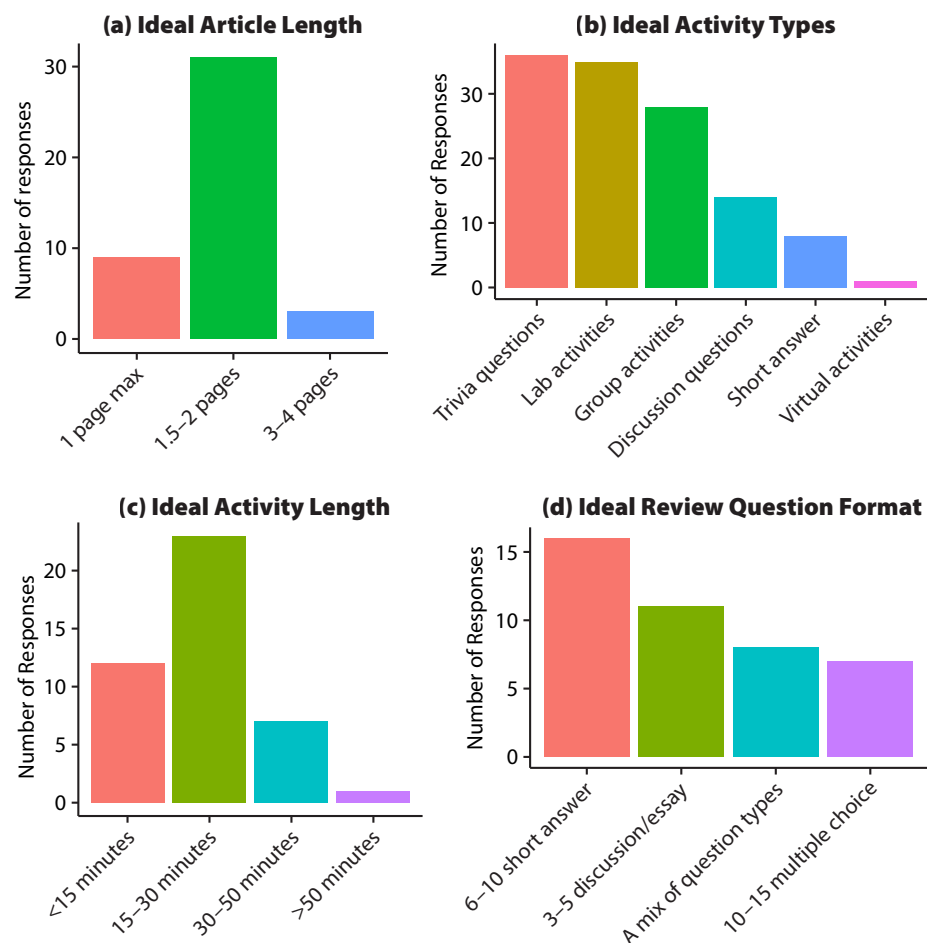 (a) Ideal Article Length
Number of responses
30
20
10
0
1 page max
1.5–2 pages
3–4 pages
(b) Ideal Activity Types
Number of Responses
30
20
10
0
Trivia questions
Lab activities
Group activities
Discussion questions
Short answer
Virtual activities
(c) Ideal Activity Length
Number of Responses
20
15
10
5
0
<15 minutes
15–30 minutes
30–50 minutes
>50 minutes
(d) Ideal Review Question Format
Number of Responses
15
10
5
0
6–10 short answer
3–5 discussion/essay
A mix of question types
10–15 multiple choice